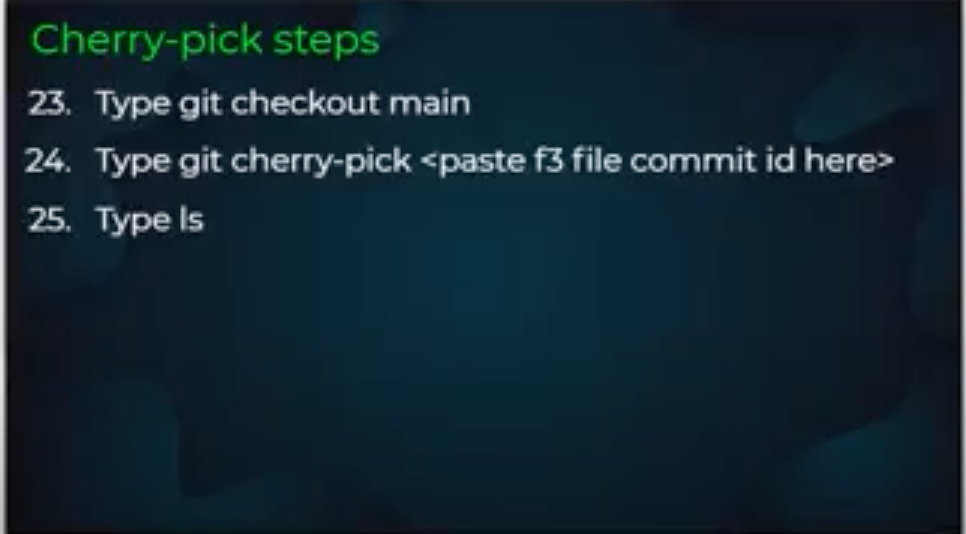 Cherry-pick steps
23. Type git checkout main
24. Type git cherry-pick <paste f3 file commit id here>
25. Type ls